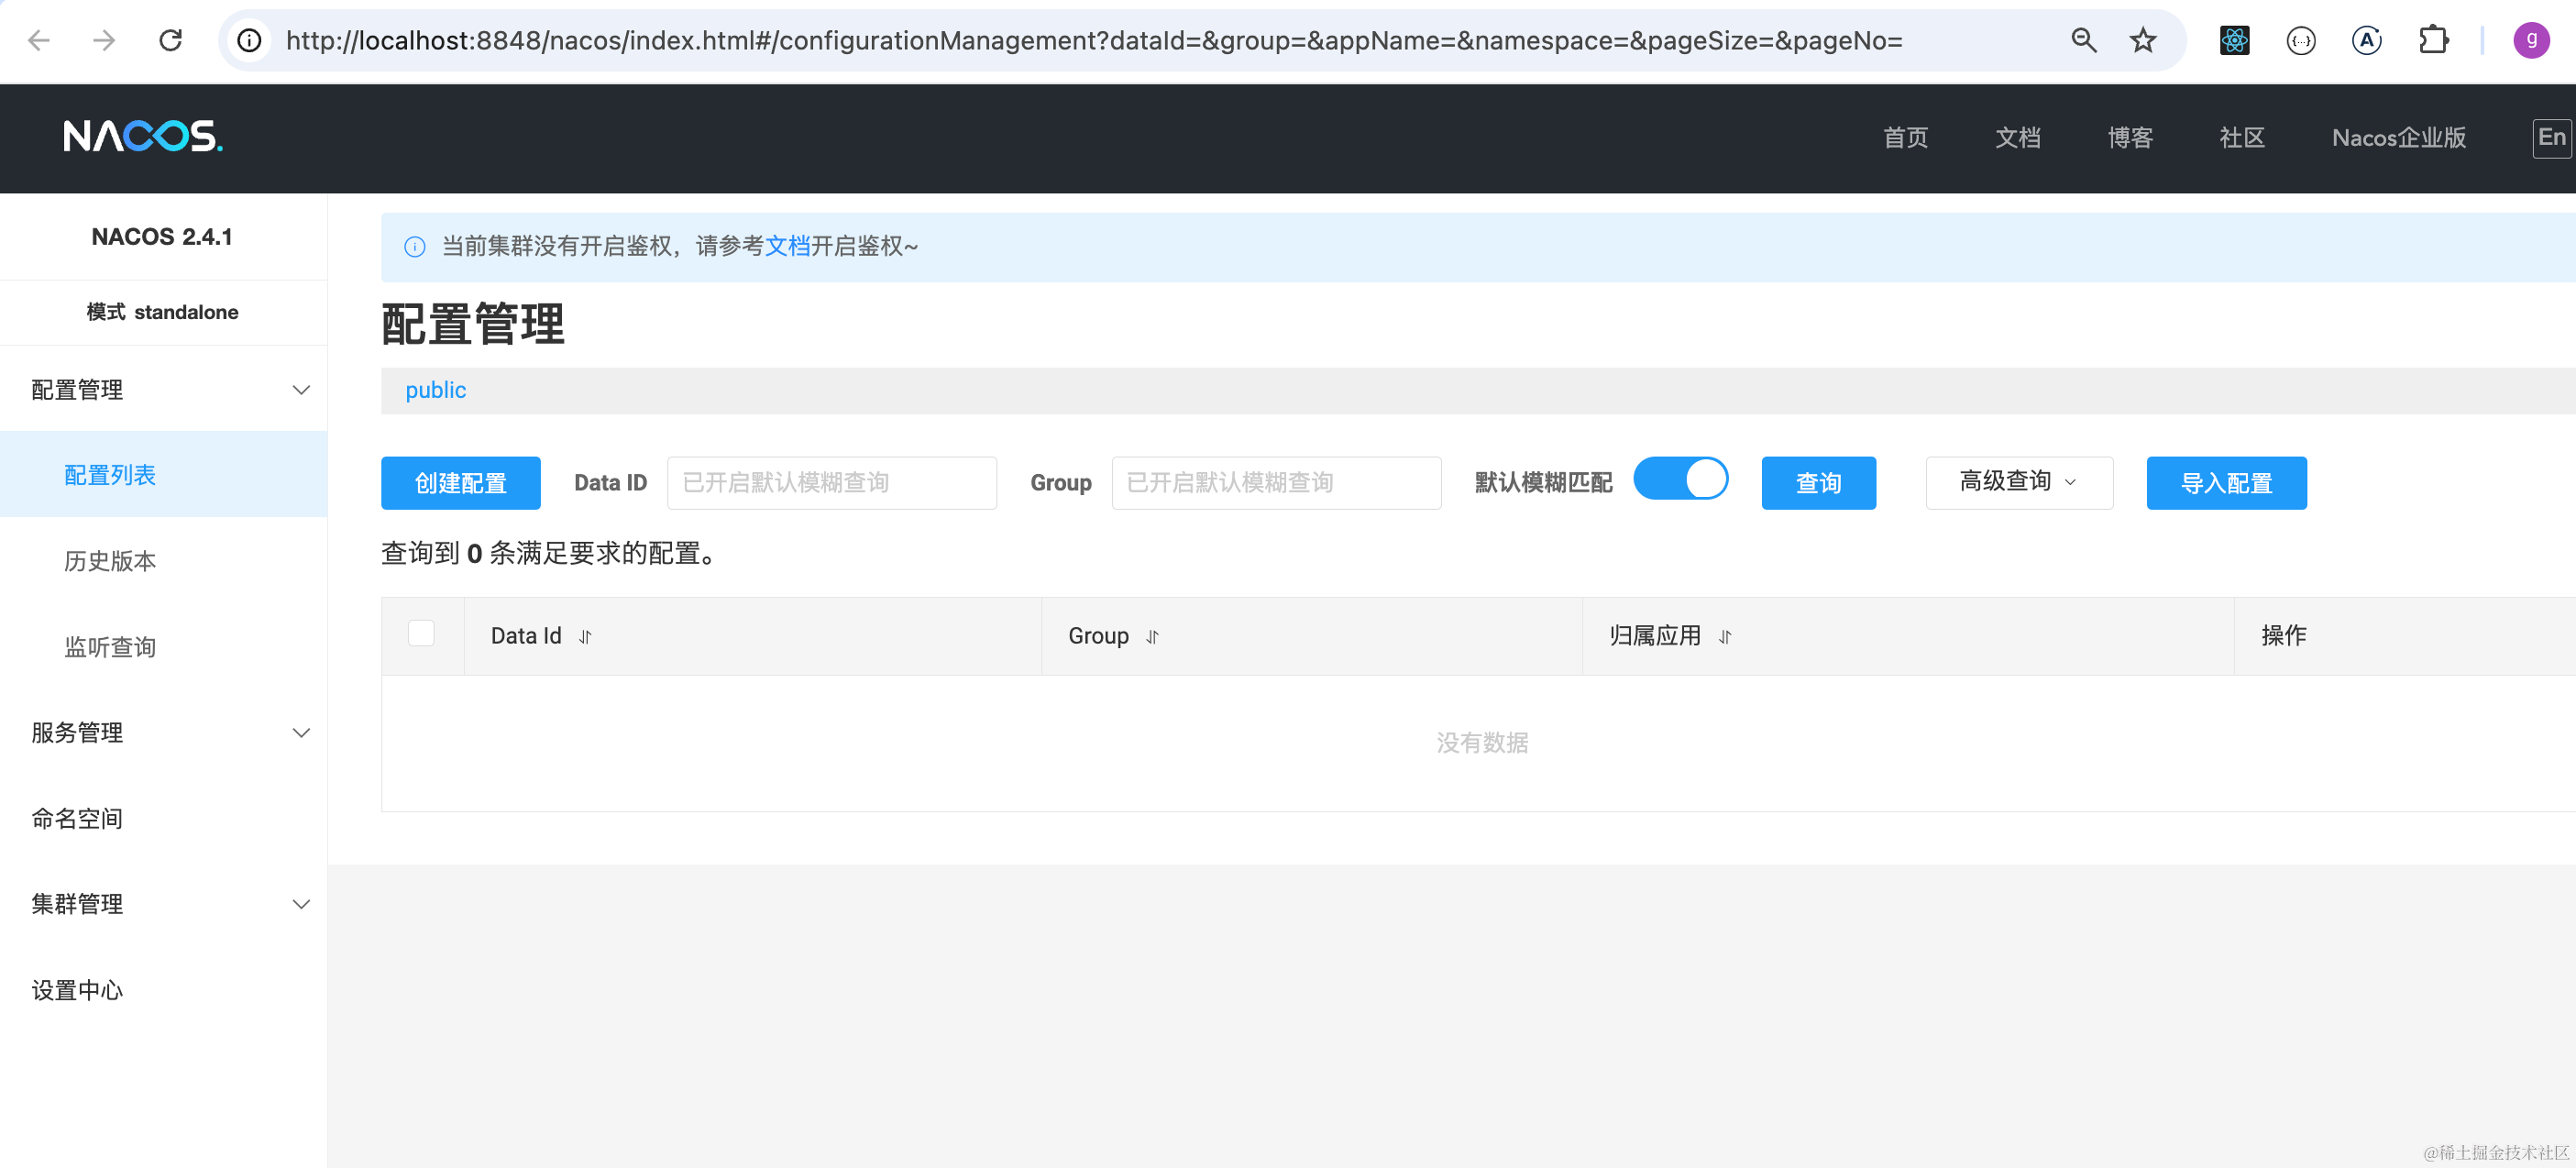 http://localhost:8848/nacos/index.html#/configurationManagement?dataId=&group=&appName=&namespace=&pageSize=&pageNo=
A
g
NACOS.
首页 文档 博客 社区 Nacos企业版 En
NACOS 2.4.1
模式 standalone
配置管理
配置列表
历史版本
监听查询
服务管理
命名空间
集群管理
设置中心
当前集群没有开启鉴权，请参考文档开启鉴权~
配置管理
public
创建配置 Data ID 已开启默认模糊查询 Group 已开启默认模糊查询 默认模糊匹配 查询 高级查询 导入配置
查询到 0 条满足要求的配置。
Data Id Group 归属应用 操作
没有数据
@稀土掘金技术社区